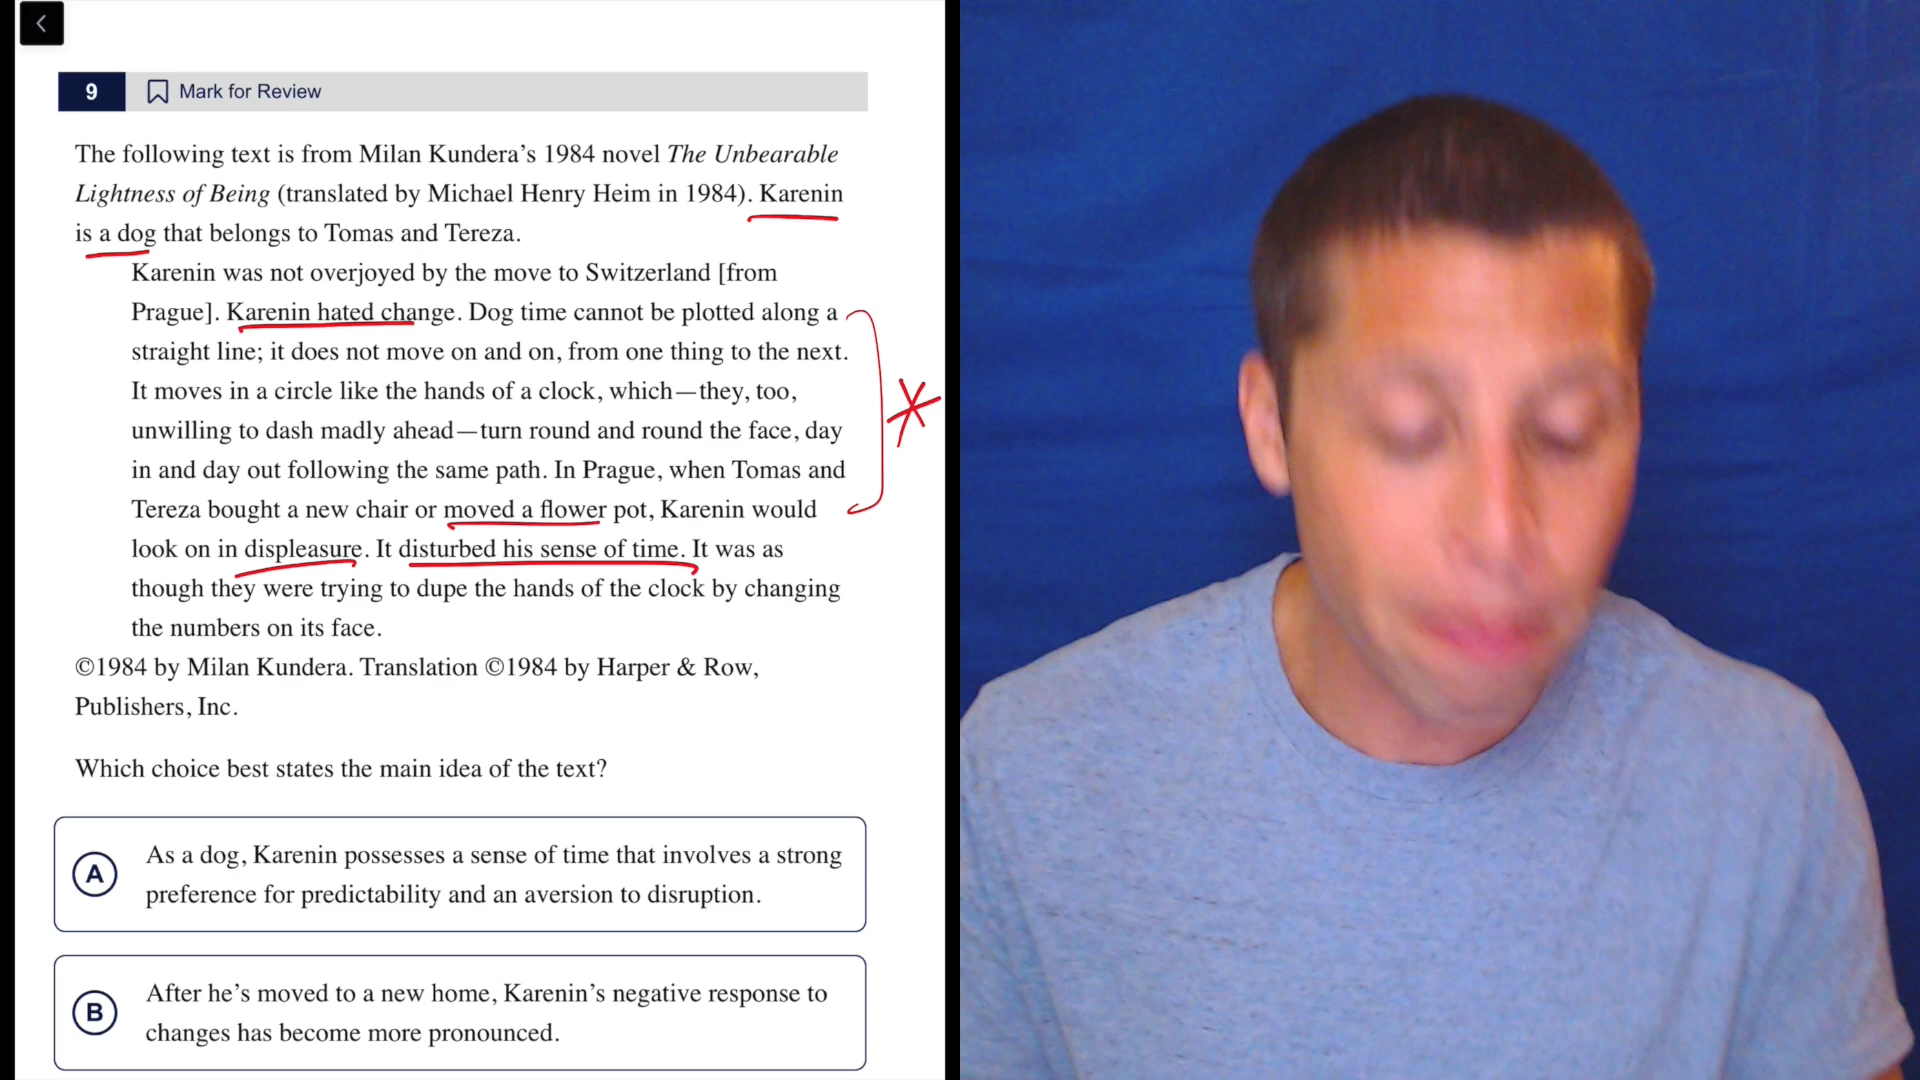 9 Mark for Review
The following text is from Milan Kundera’s 1984 novel The Unbearable
Lightness of Being (translated by Michael Henry Heim in 1984). Karenin
is a dog that belongs to Tomas and Tereza.
Karenin was not overjoyed by the move to Switzerland [from
Prague]. Karenin hated change. Dog time cannot be plotted along a
straight line; it does not move on and on, from one thing to the next.
It moves in a circle like the hands of a clock, which—they, too,
unwilling to dash madly ahead—turn round and round the face, day
in and day out following the same path. In Prague, when Tomas and
Tereza bought a new chair or moved a flower pot, Karenin would
look on in displeasure. It disturbed his sense of time. It was as
though they were trying to dupe the hands of the clock by changing
the numbers on its face.
©1984 by Milan Kundera. Translation ©1984 by Harper & Row,
Publishers, Inc.
Which choice best states the main idea of the text?
A As a dog, Karenin possesses a sense of time that involves a strong
preference for predictability and an aversion to disruption.
B After he’s moved to a new home, Karenin’s negative response to
changes has become more pronounced.